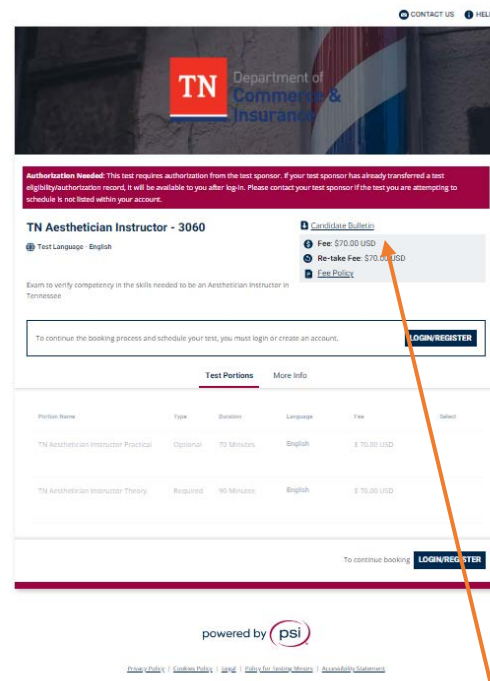 CONTACT US HELP
TN
Department of
Commerce &
Insurance
Authorization Needed: This test requires authorization from the test sponsor. If your test sponsor has already transferred a test
eligibility/authorization record, it will be available to you after log-in. Please contact your test sponsor if the test you are attempting to
schedule is not listed within your account.
TN Aesthetician Instructor - 3060
Test Language - English
Candidate Bulletin
Fee: $70.00 USD
Re-take Fee: $70.00 USD
Fee Policy
Exam to verify competency in the skills needed to be an Aesthetician Instructor in
Tennessee
To continue the booking process and schedule your test, you must login or create an account. LOGIN/REGISTER
Test Portions More Info
Portion Name Type Duration Language Fee Select
TN Aesthetician Instructor Practical Optional 70 Minutes English $ 70.00 USD
TN Aesthetician Instructor Theory Required 90 Minutes English $ 70.00 USD
To continue booking LOGIN/REGISTER
powered by psi
Privacy Policy | Cookies Policy | Legal | Policy for Testing Minors | Accessibility Statement